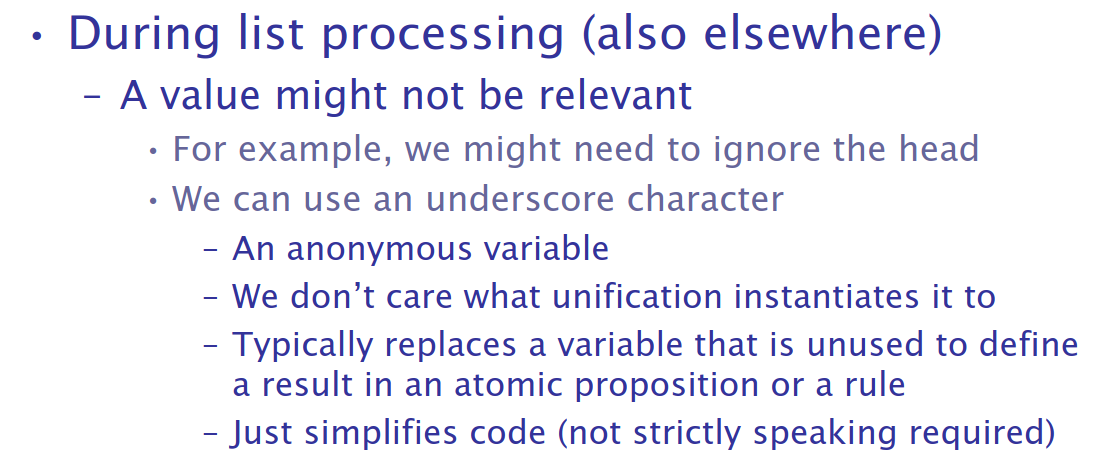 • During list processing (also elsewhere)
– A value might not be relevant
• For example, we might need to ignore the head
• We can use an underscore character
– An anonymous variable
– We don’t care what unification instantiates it to
– Typically replaces a variable that is unused to define
a result in an atomic proposition or a rule
– Just simplifies code (not strictly speaking required)